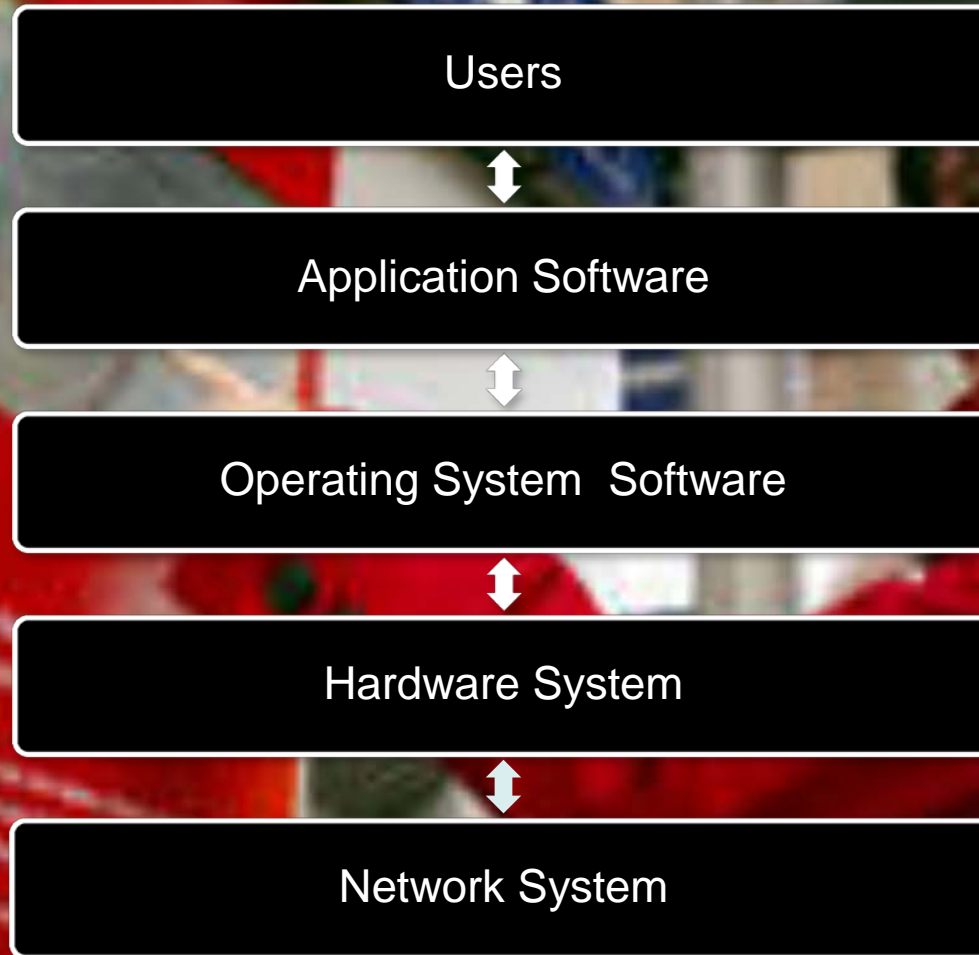 Users
Application Software
Operating System  Software
Hardware System
Network System